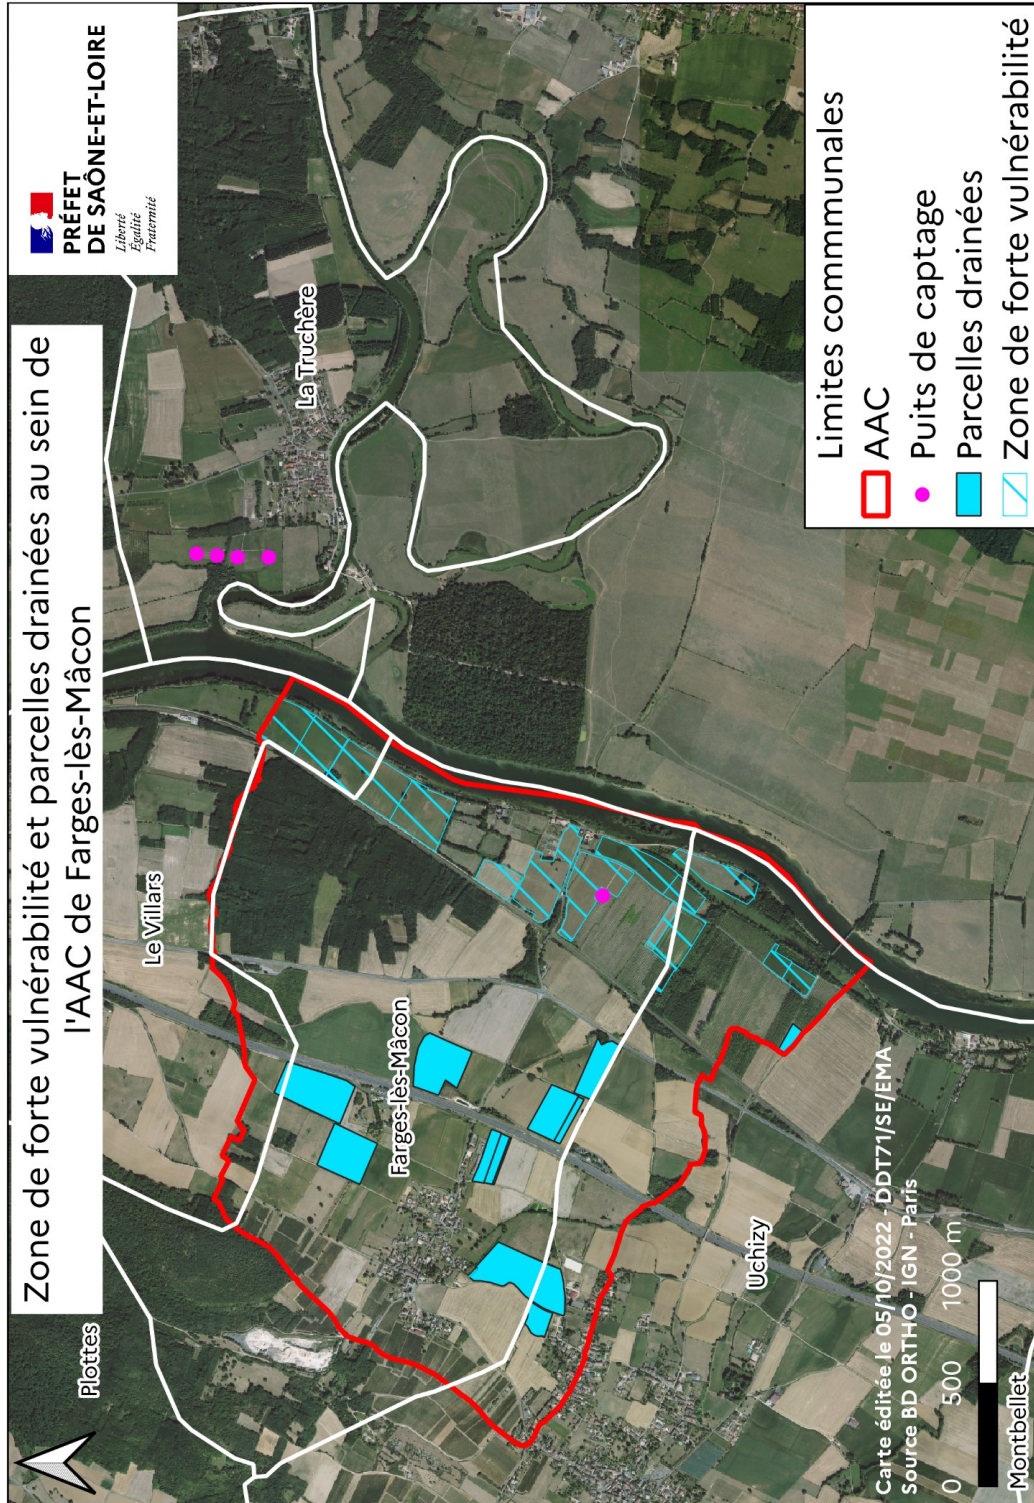 Zone de forte vulnérabilité et parcelles drainées au sein de
l'AAC de Farges-lès-Mâcon
PRÉFET
DE SAÔNE-ET-LOIRE
Liberté
Égalité
Fraternité
Plottes
Le Villars
La Truchère
Farges-lès-Mâcon
Uchizy
Montbellet
Carte éditée le 05/10/2022 - DDT71/SE/EMA
Source BD ORTHO - IGN - Paris
0 500 1000 m
Limites communales
AAC
Puits de captage
Parcelles drainées
Zone de forte vulnérabilité